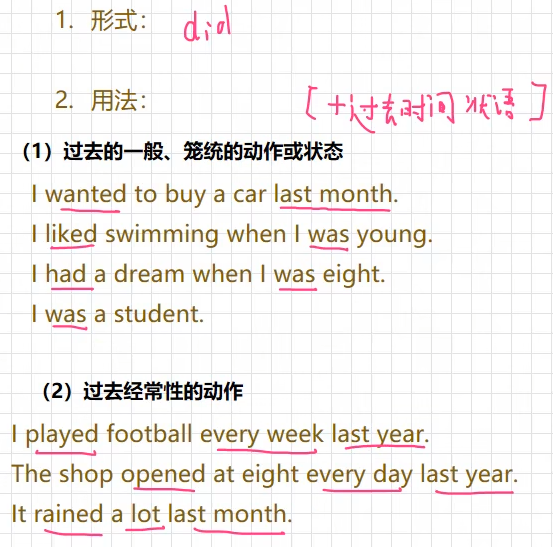 1. 形式： did
2. 用法： [+过去时间状语]
（1）过去的一般、笼统的动作或状态
I wanted to buy a car last month.
I liked swimming when I was young.
I had a dream when I was eight.
I was a student.
（2）过去经常性的动作
I played football every week last year.
The shop opened at eight every day last year.
It rained a lot last month.